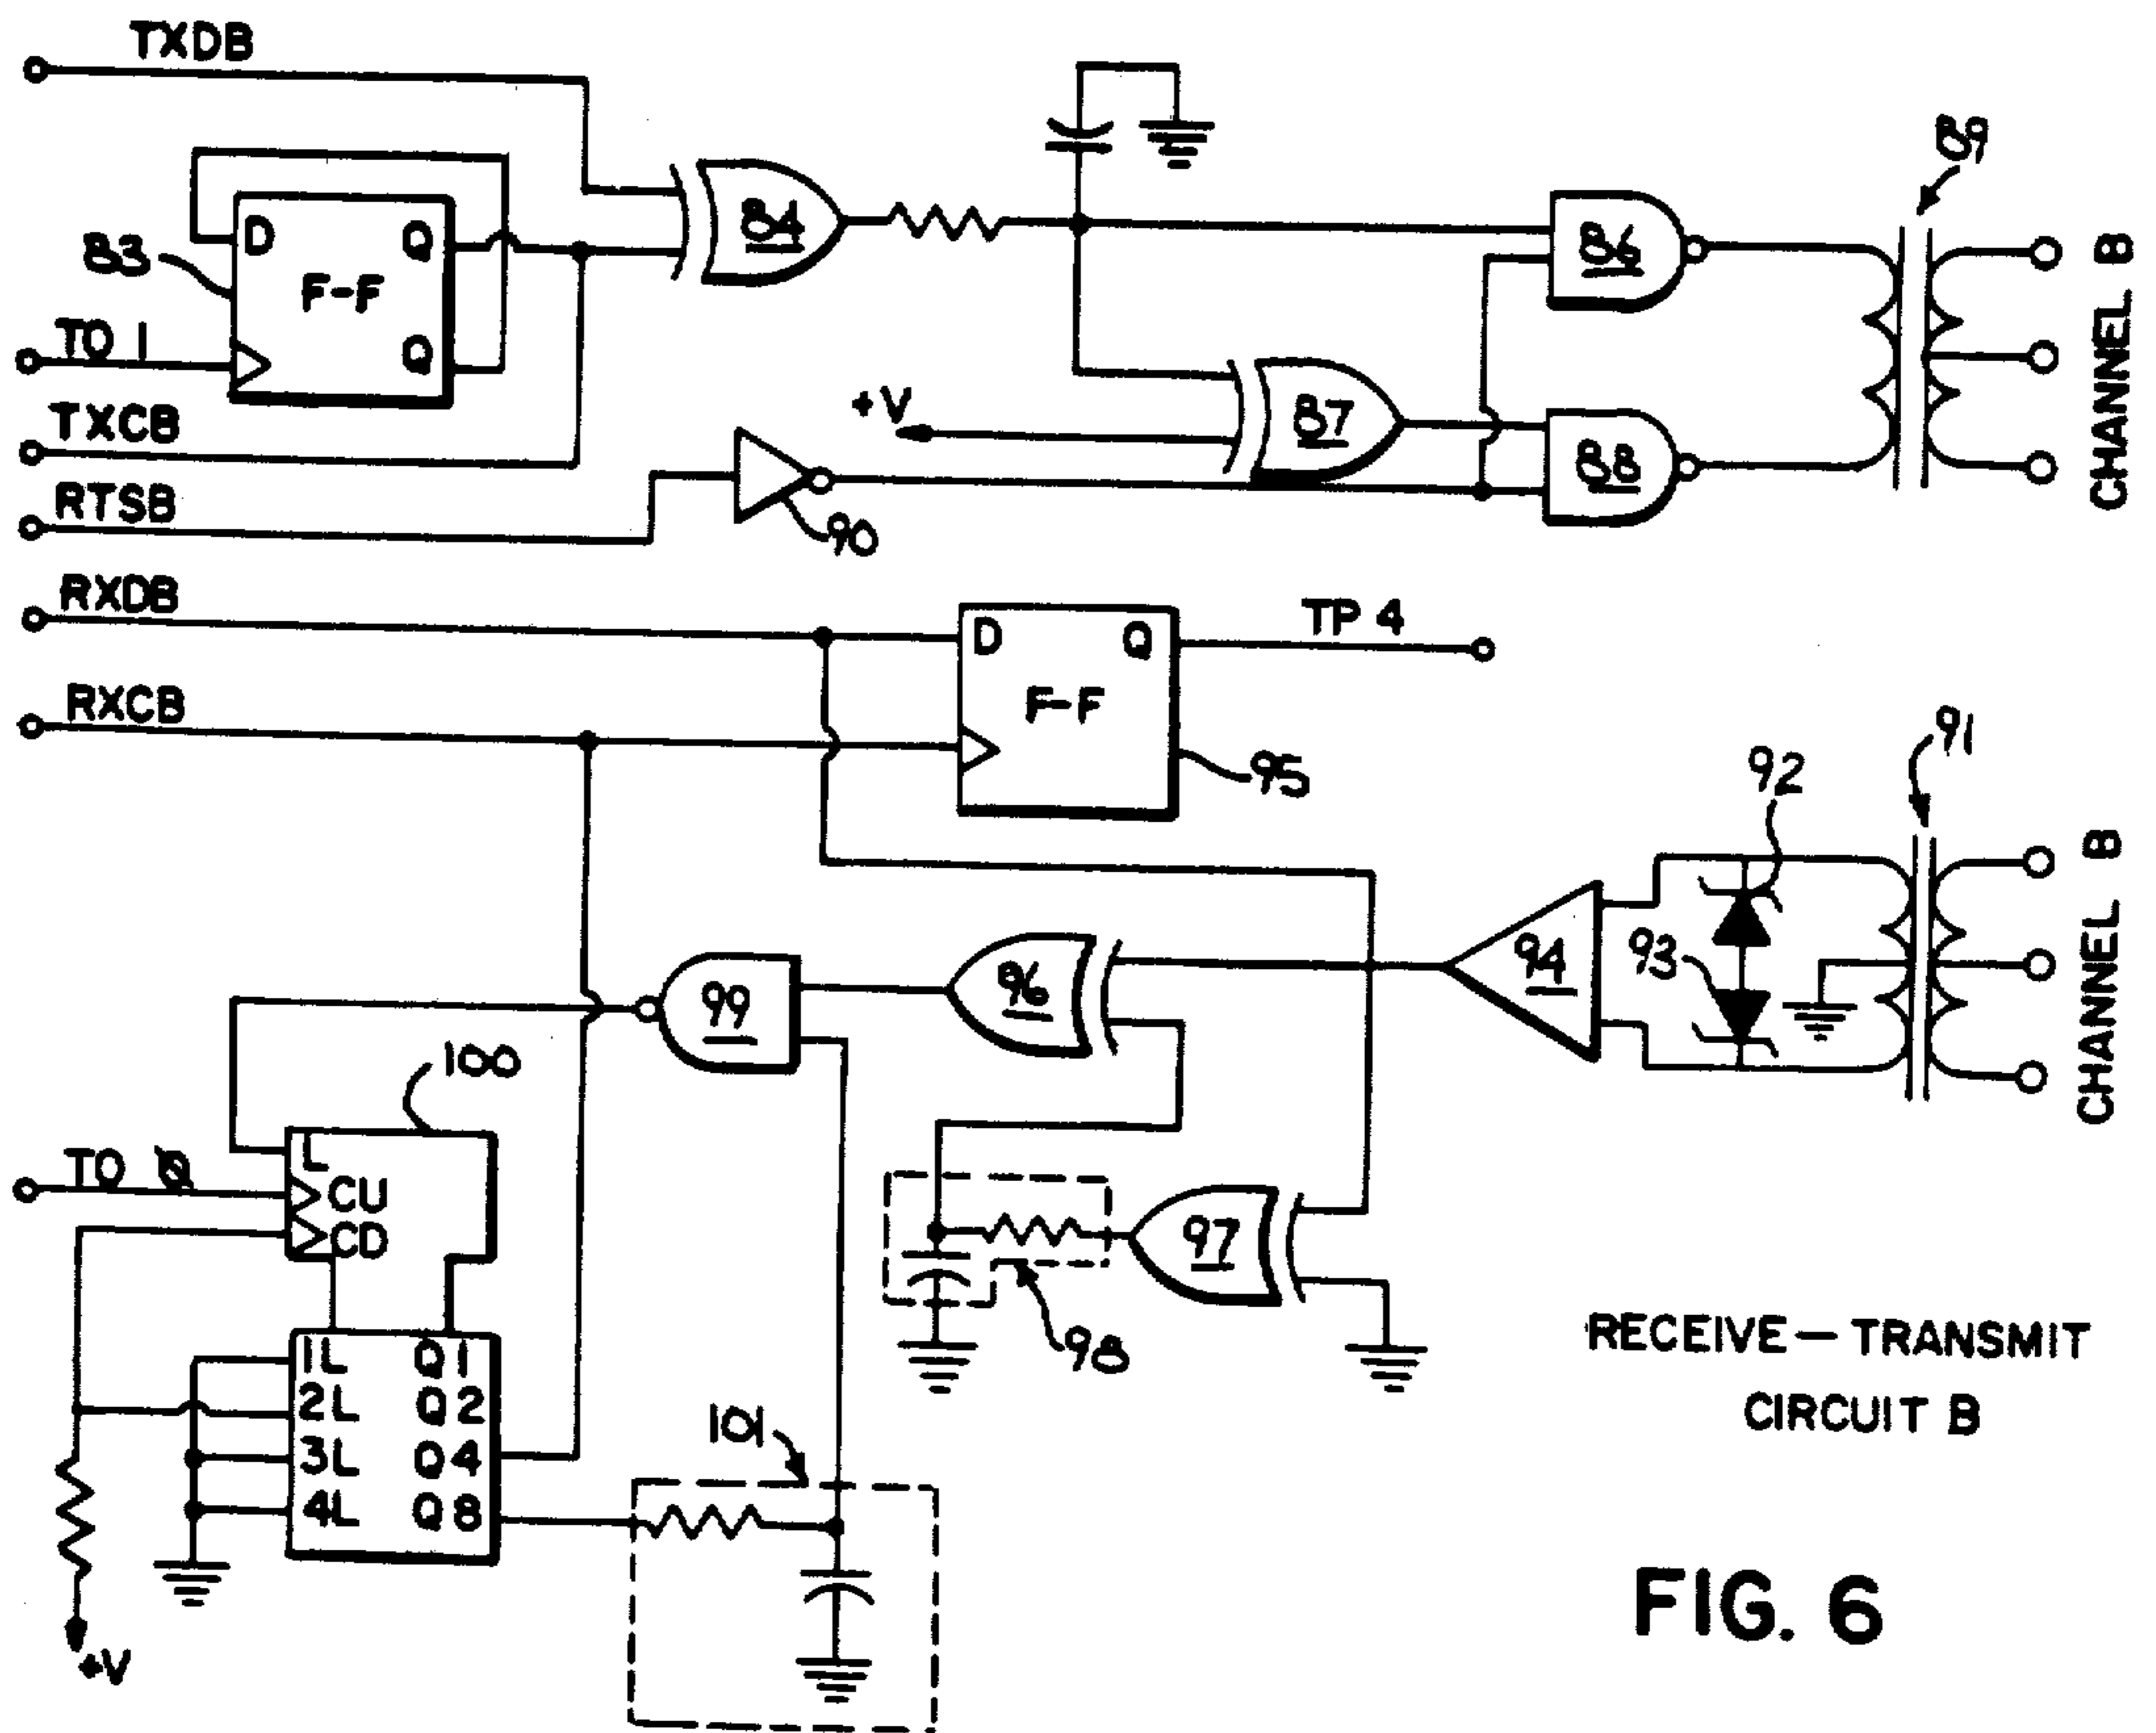 TXDB
89
84
86
D Q
83
F-F
TO 1
Q
+V
87
TXCB
88
RTSB
90
CHANNEL B
RXDB
D Q
TP 4
F-F
RXCB
95
91
92
94
93
96
99
CHANNEL B
100
L
TO 0
CU
CD
97
98
1L Q1
2L Q2
3L Q4
4L Q8
101
+V
RECEIVE — TRANSMIT
CIRCUIT B
FIG. 6